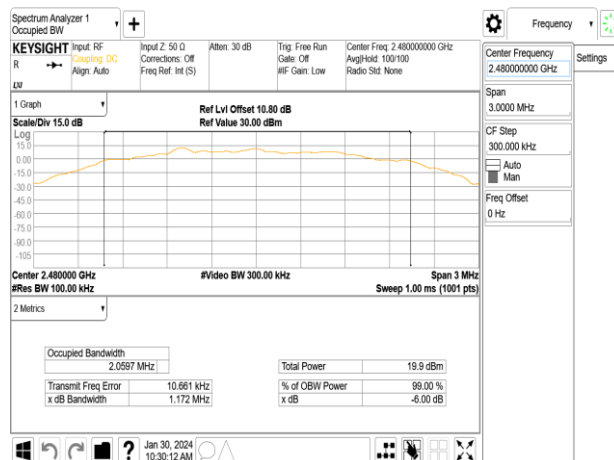 Spectrum Analyzer 1
Occupied BW
Frequency
KEYSIGHT
R
Input: RF
Coupling: DC
Align: Auto
Input Z: 50 Ω
Corrections: Off
Freq Ref: Int (S)
Atten: 30 dB
Trig: Free Run
Gate: Off
#IF Gain: Low
Center Freq: 2.480000000 GHz
Avg|Hold: 100/100
Radio Std: None
Center Frequency
2.480000000 GHz
Settings
Span
3.0000 MHz
CF Step
300.000 kHz
Auto
Man
Freq Offset
0 Hz
1 Graph
Scale/Div 15.0 dB
Ref Lvl Offset 10.80 dB
Ref Value 30.00 dBm
Log
15.0
0.00
-15.0
-30.0
-45.0
-60.0
-75.0
-90.0
-105
Center 2.480000 GHz
#Video BW 300.00 kHz
Span 3 MHz
#Res BW 100.00 kHz
Sweep 1.00 ms (1001 pts)
2 Metrics
Occupied Bandwidth
2.0597 MHz
Total Power 19.9 dBm
Transmit Freq Error 10.661 kHz
% of OBW Power 99.00 %
x dB Bandwidth 1.172 MHz
x dB -6.00 dB
?
Jan 30, 2024
10:30:12 AM